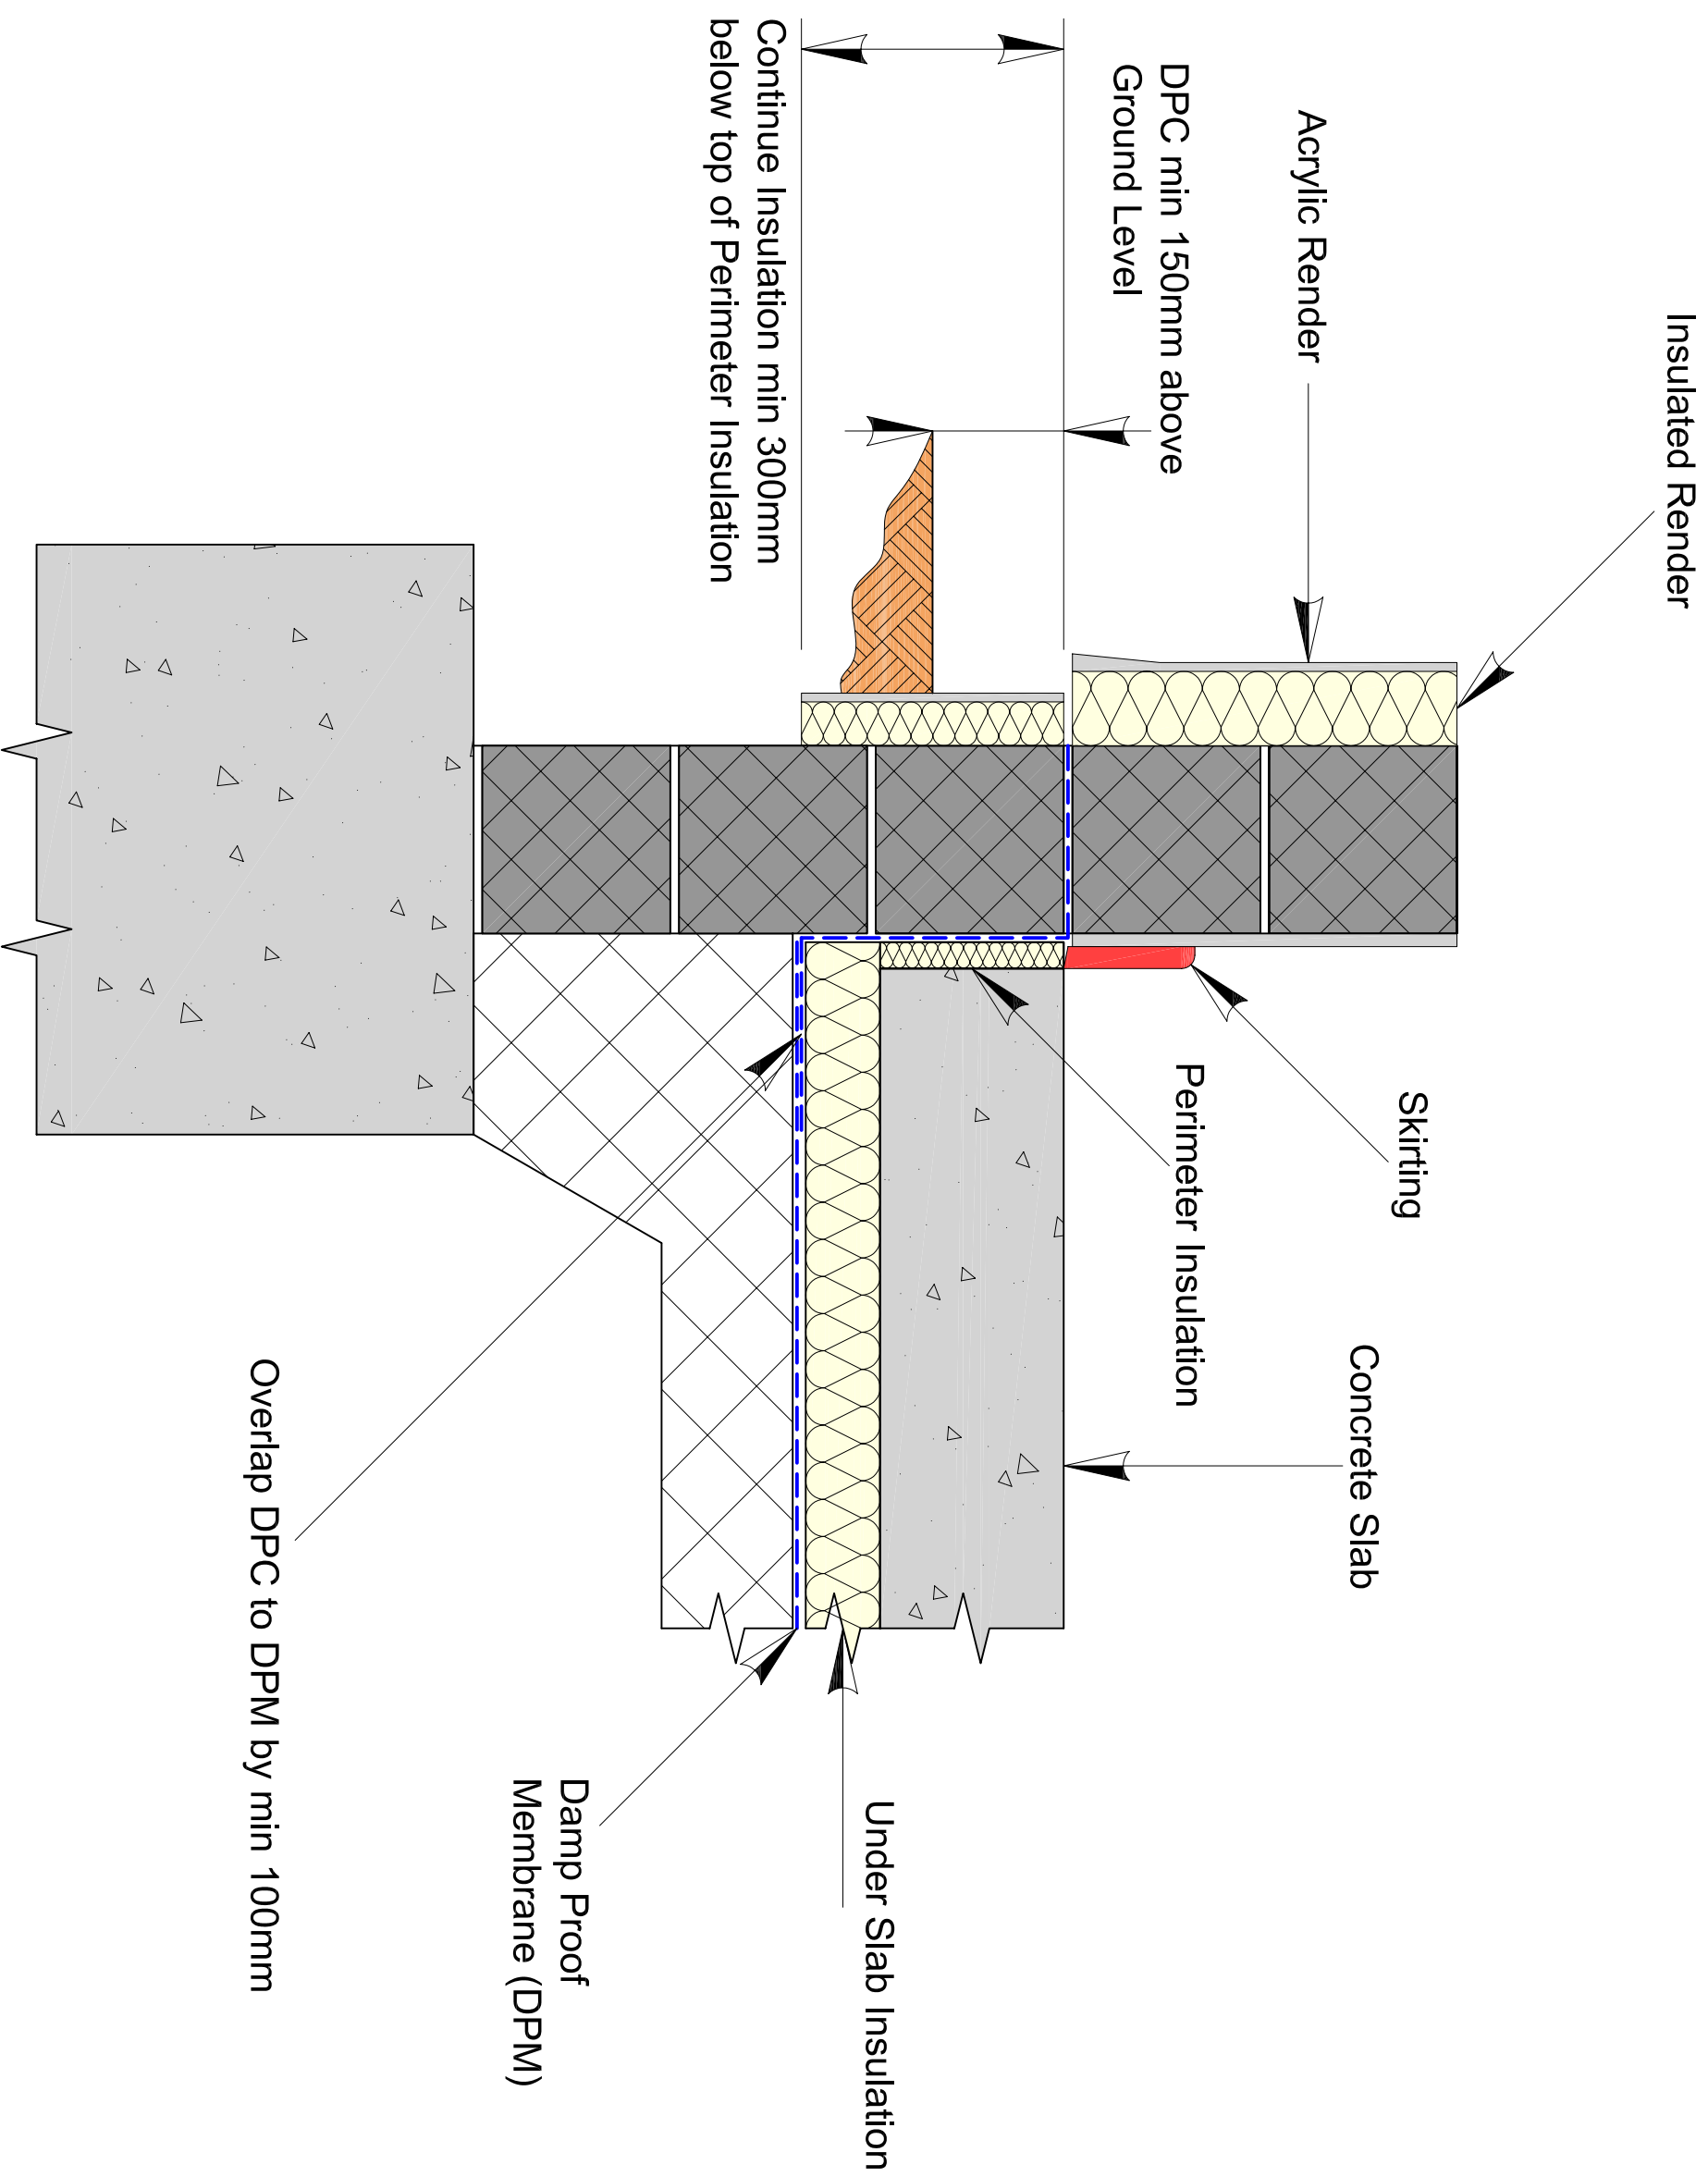 Insulated Render
Acrylic Render
DPC min 150mm above
Ground Level
Continue Insulation min 300mm
below top of Perimeter Insulation
Skirting
Concrete Slab
Perimeter Insulation
Under Slab Insulation
Damp Proof
Membrane (DPM)
Overlap DPC to DPM by min 100mm